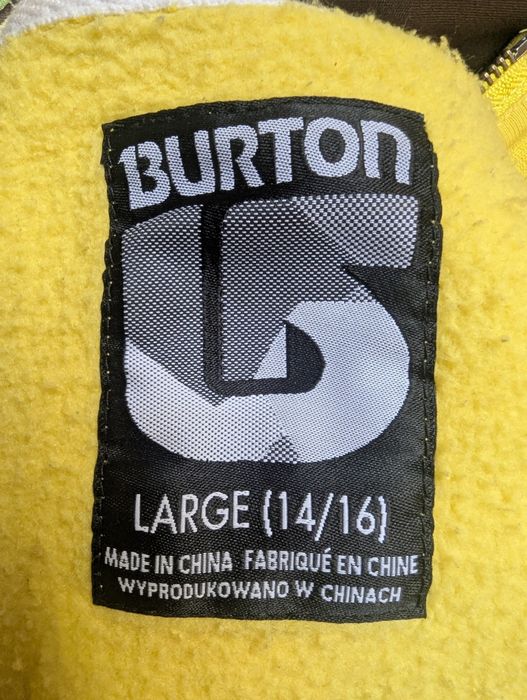 BURTON
LARGE (14/16)
MADE IN CHINA FABRIQUÉ EN CHINE
WYPRODUKOWANO W CHINACH